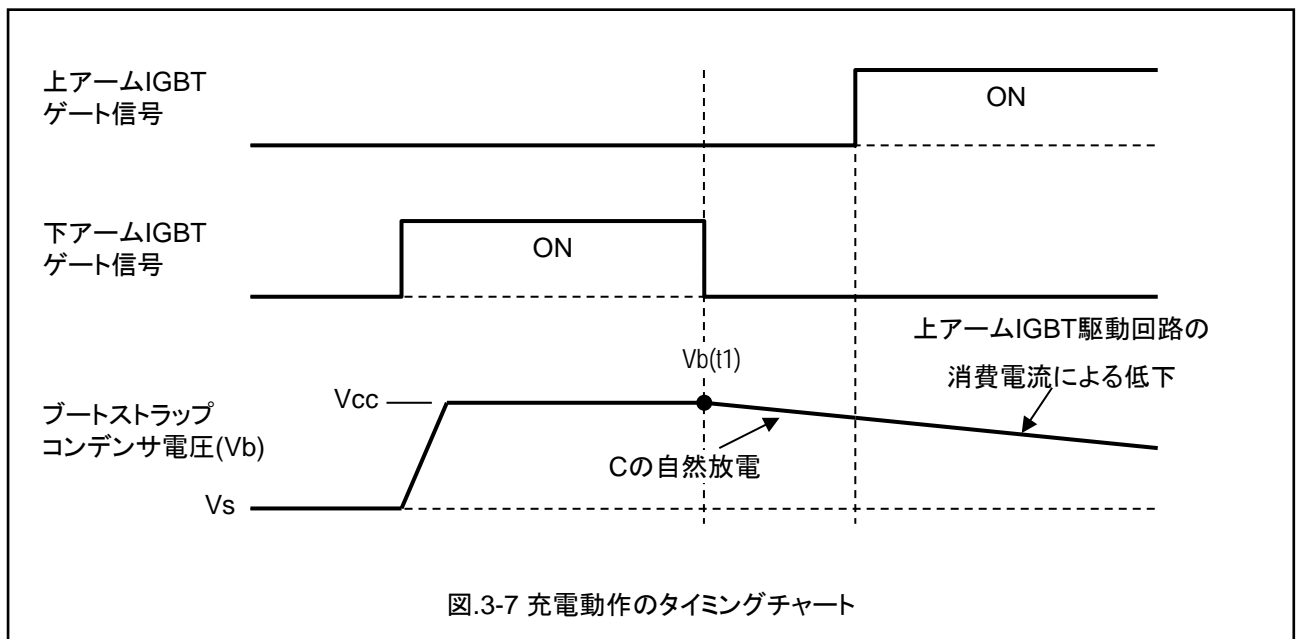 上アームIGBT
ゲート信号
ON
下アームIGBT
ゲート信号
ON
上アームIGBT駆動回路の
消費電流による低下
Vb(t1)
Vcc
ブートストラップ
コンデンサ電圧(Vb)
Cの自然放電
Vs
図.3-7 充電動作のタイミングチャート